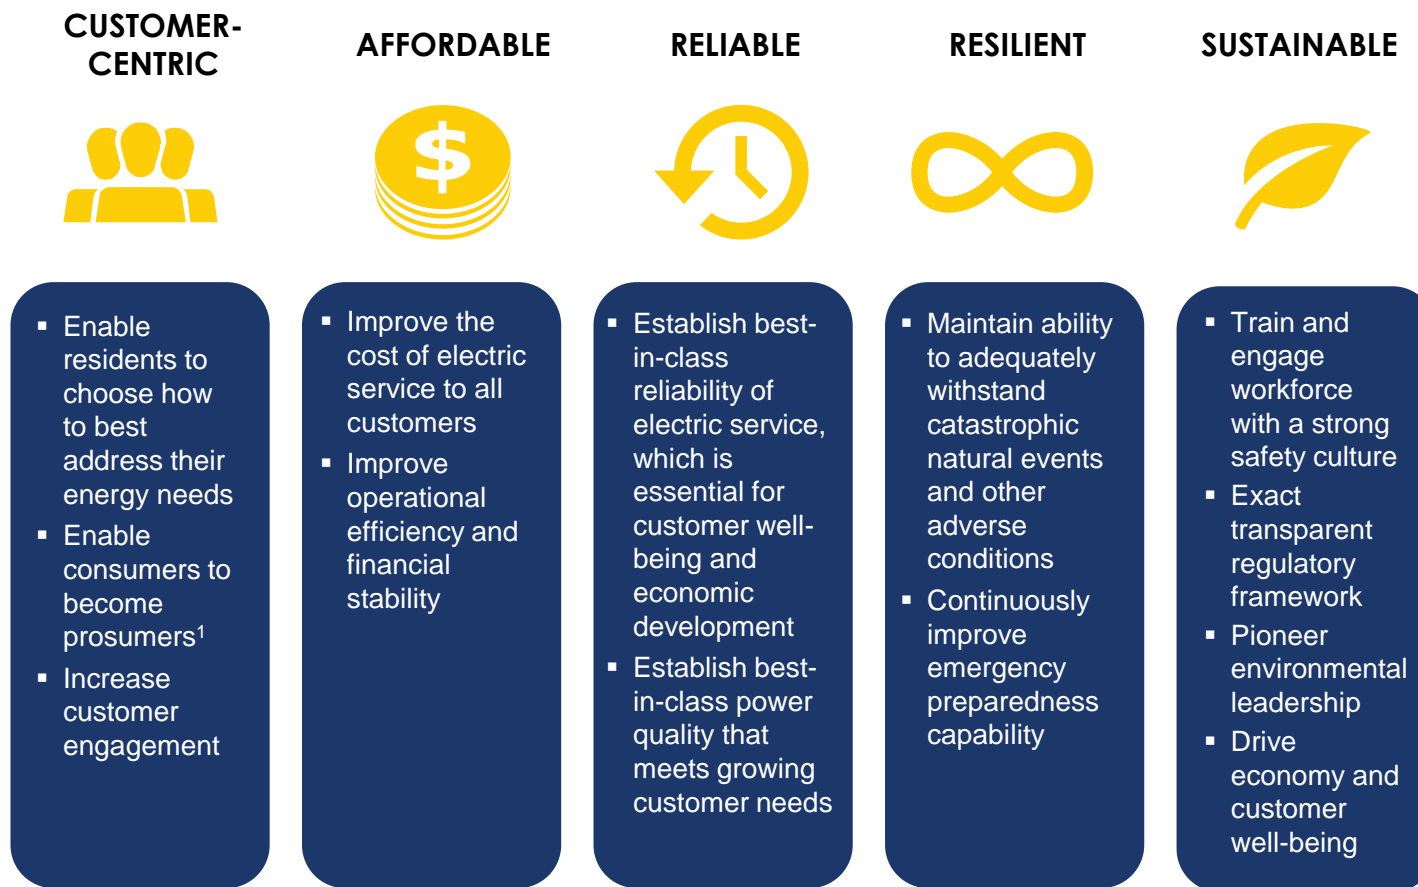 CUSTOMER-
CENTRIC
AFFORDABLE
RELIABLE
RESILIENT
SUSTAINABLE
$
▪ Enable
residents to
choose how
to best
address their
energy needs
▪ Enable
consumers to
become
prosumers¹
▪ Increase
customer
engagement
▪ Improve the
cost of electric
service to all
customers
▪ Improve
operational
efficiency and
financial
stability
▪ Establish best-
in-class
reliability of
electric service,
which is
essential for
customer well-
being and
economic
development
▪ Establish best-
in-class power
quality that
meets growing
customer needs
▪ Maintain ability
to adequately
withstand
catastrophic
natural events
and other
adverse
conditions
▪ Continuously
improve
emergency
preparedness
capability
▪ Train and
engage
workforce
with a strong
safety culture
▪ Exact
transparent
regulatory
framework
▪ Pioneer
environmental
leadership
▪ Drive
economy and
customer
well-being